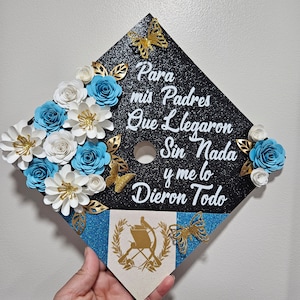 Para
mis Padres
Que Llegaron
Sin Nada
y me lo
Dieron Todo